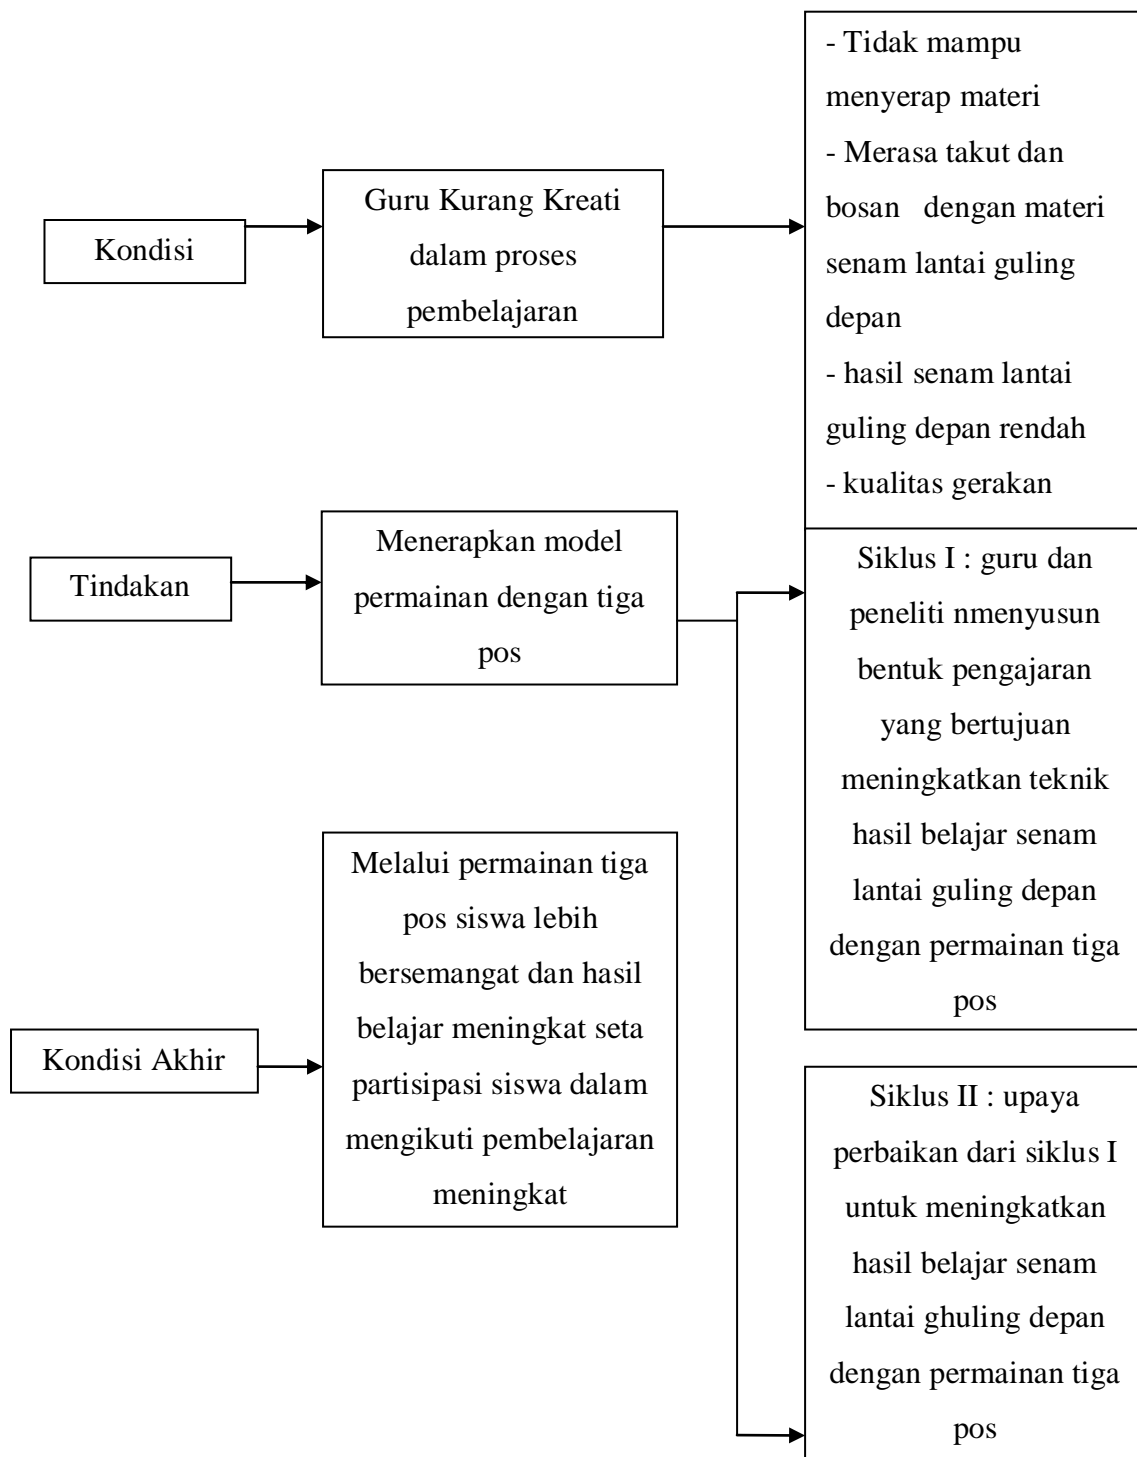 Kondisi
Guru Kurang Kreati
dalam proses
pembelajaran
- Tidak mampu
menyerap materi
- Merasa takut dan
bosan dengan materi
senam lantai guling
depan
- hasil senam lantai
guling depan rendah
- kualitas gerakan
Tindakan
Menerapkan model
permainan dengan tiga
pos
Siklus I : guru dan
peneliti nmenyusun
bentuk pengajaran
yang bertujuan
meningkatkan teknik
hasil belajar senam
lantai guling depan
dengan permainan tiga
pos
Siklus II : upaya
perbaikan dari siklus I
untuk meningkatkan
hasil belajar senam
lantai ghuling depan
dengan permainan tiga
pos
Kondisi Akhir
Melalui permainan tiga
pos siswa lebih
bersemangat dan hasil
belajar meningkat seta
partisipasi siswa dalam
mengikuti pembelajaran
meningkat